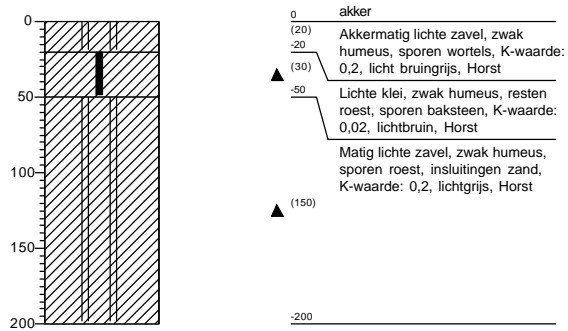 0
50
100
150
200
0
akker
(20)
-20
Akkermatig lichte zavel, zwak
humeus, sporen wortels, K-waarde:
0,2, licht bruingrijs, Horst
(30)
-50
Lichte klei, zwak humeus, resten
roest, sporen baksteen, K-waarde:
0,02, lichtbruin, Horst
Matig lichte zavel, zwak humeus,
sporen roest, insluitingen zand,
K-waarde: 0,2, lichtgrijs, Horst
(150)
-200